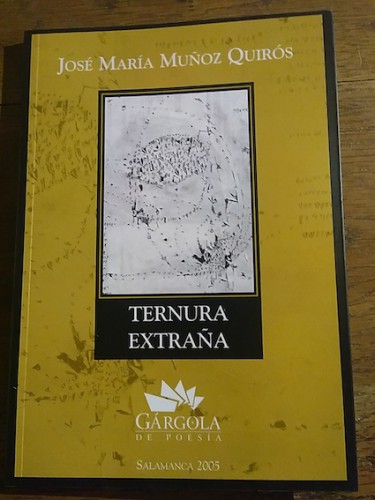 JOSÉ MARÍA MUÑOZ QUIRÓS
TERNURA
EXTRAÑA
GÁRGOLA
DE POESÍA
SALAMANCA 2005